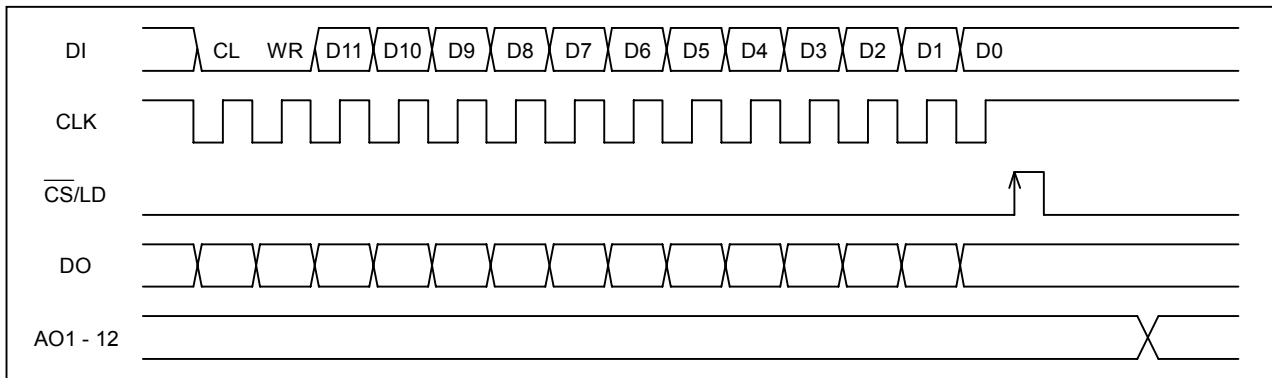 DI CL WR D11 D10 D9 D8 D7 D6 D5 D4 D3 D2 D1 D0
CLK
C̅S̅/LD
DO
AO1 - 12